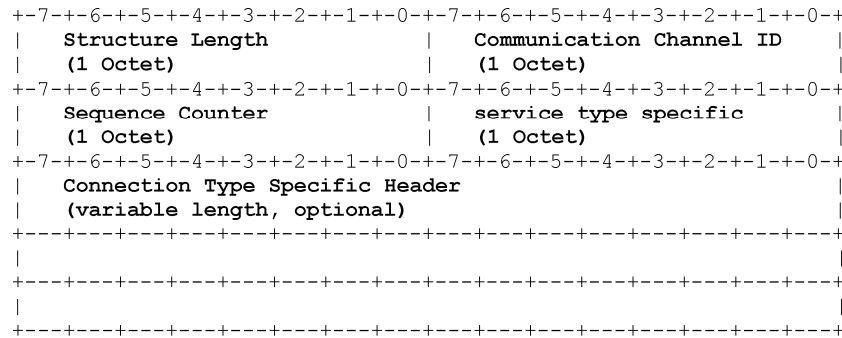 +-7-+-6-+-5-+-4-+-3-+-2-+-1-+-0-+-7-+-6-+-5-+-4-+-3-+-2-+-1-+-0-+
|   Structure Length            |   Communication Channel ID    |
|   (1 Octet)                   |   (1 Octet)                   |
+-7-+-6-+-5-+-4-+-3-+-2-+-1-+-0-+-7-+-6-+-5-+-4-+-3-+-2-+-1-+-0-+
|   Sequence Counter            |   service type specific       |
|   (1 Octet)                   |   (1 Octet)                   |
+-7-+-6-+-5-+-4-+-3-+-2-+-1-+-0-+-7-+-6-+-5-+-4-+-3-+-2-+-1-+-0-+
|   Connection Type Specific Header                             |
|   (variable length, optional)                                 |
+---+---+---+---+---+---+---+---+---+---+---+---+---+---+---+---+
|                                                               |
+---+---+---+---+---+---+---+---+---+---+---+---+---+---+---+---+
|                                                               |
+---+---+---+---+---+---+---+---+---+---+---+---+---+---+---+---+